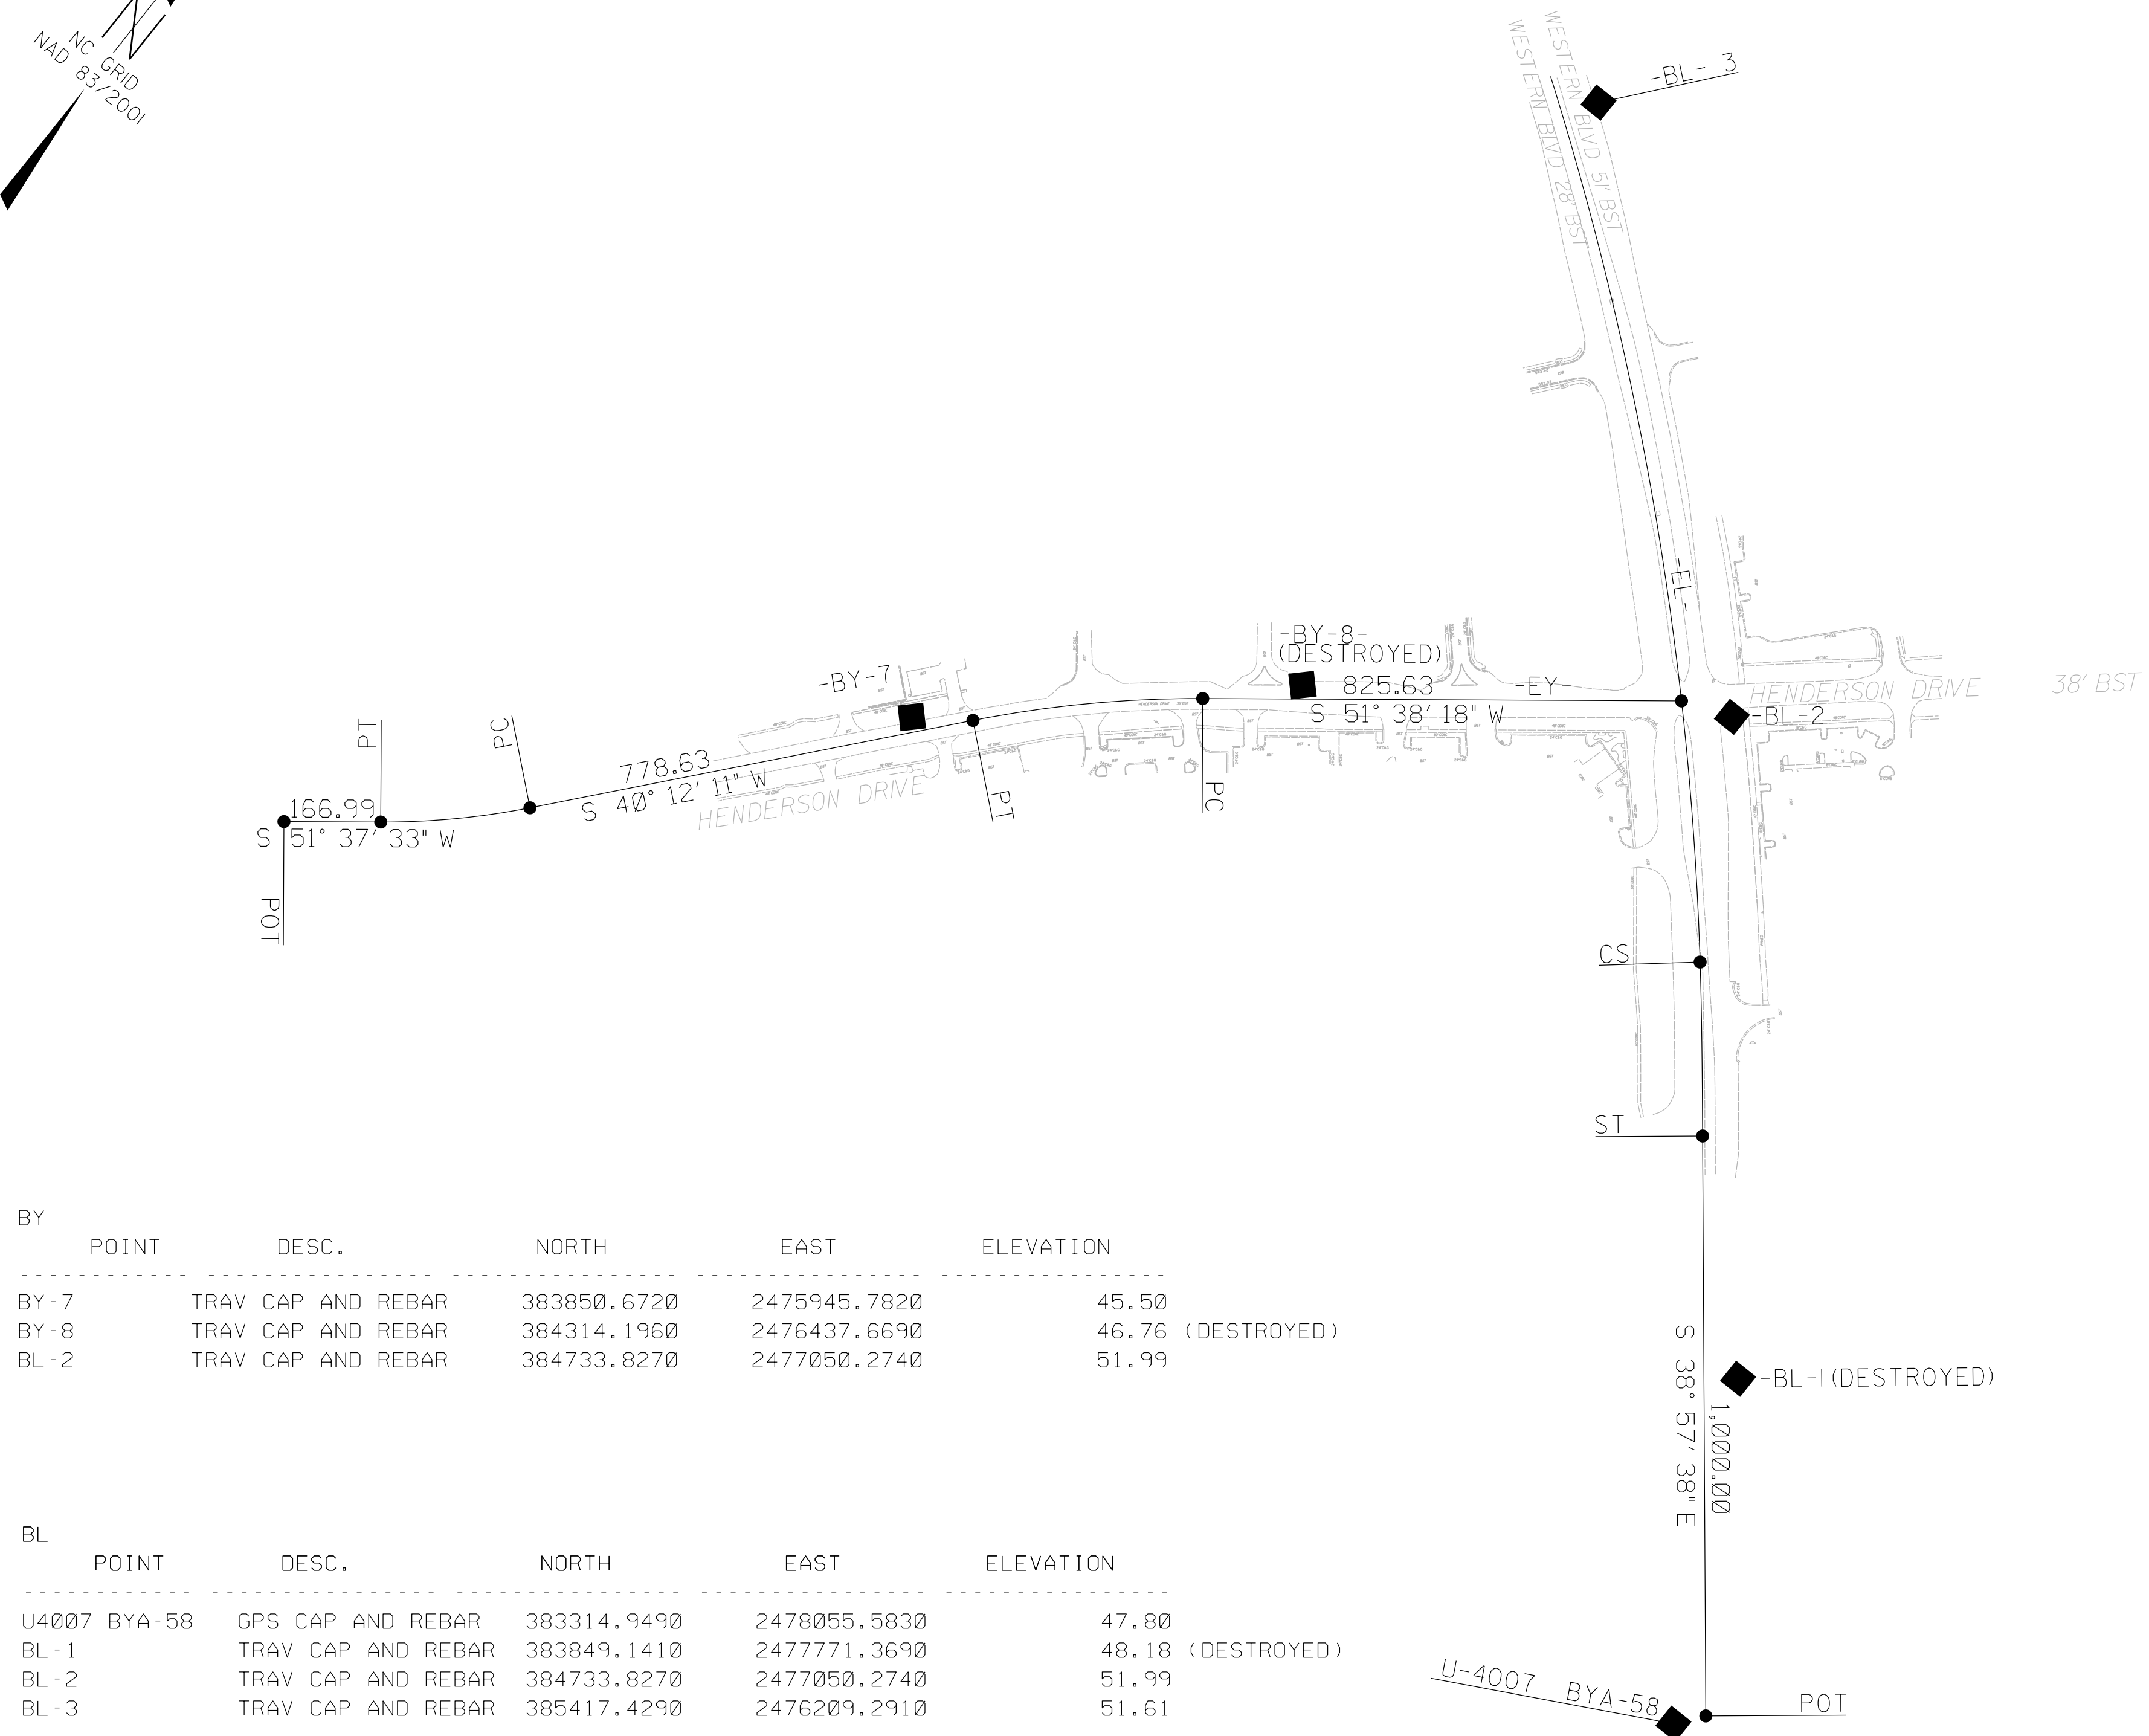 NC GRID
NAD 83/2001
WESTERN BLVD 28' BST
WESTERN BLVD 51' BST
-BL- 3
-EL-
-BY-8-
(DESTROYED)
825.63
-EY-
S 51° 38' 18" W
HENDERSON DRIVE 38' BST
-BL-2
-BY-7
PT
PC
778.63
S 40° 12' 11" W
HENDERSON DRIVE
PT
PC
166.99
S 51° 37' 33" W
POT
CS
ST
S 38° 57' 38" E
1,000.00
-BL-1(DESTROYED)
U-4007 BYA-58
POT
BY
POINT DESC. NORTH EAST ELEVATION
BY-7 TRAV CAP AND REBAR 383850.6720 2475945.7820 45.50
BY-8 TRAV CAP AND REBAR 384314.1960 2476437.6690 46.76 (DESTROYED)
BL-2 TRAV CAP AND REBAR 384733.8270 2477050.2740 51.99
BL
POINT DESC. NORTH EAST ELEVATION
U4007 BYA-58 GPS CAP AND REBAR 383314.9490 2478055.5830 47.80
BL-1 TRAV CAP AND REBAR 383849.1410 2477771.3690 48.18 (DESTROYED)
BL-2 TRAV CAP AND REBAR 384733.8270 2477050.2740 51.99
BL-3 TRAV CAP AND REBAR 385417.4290 2476209.2910 51.61